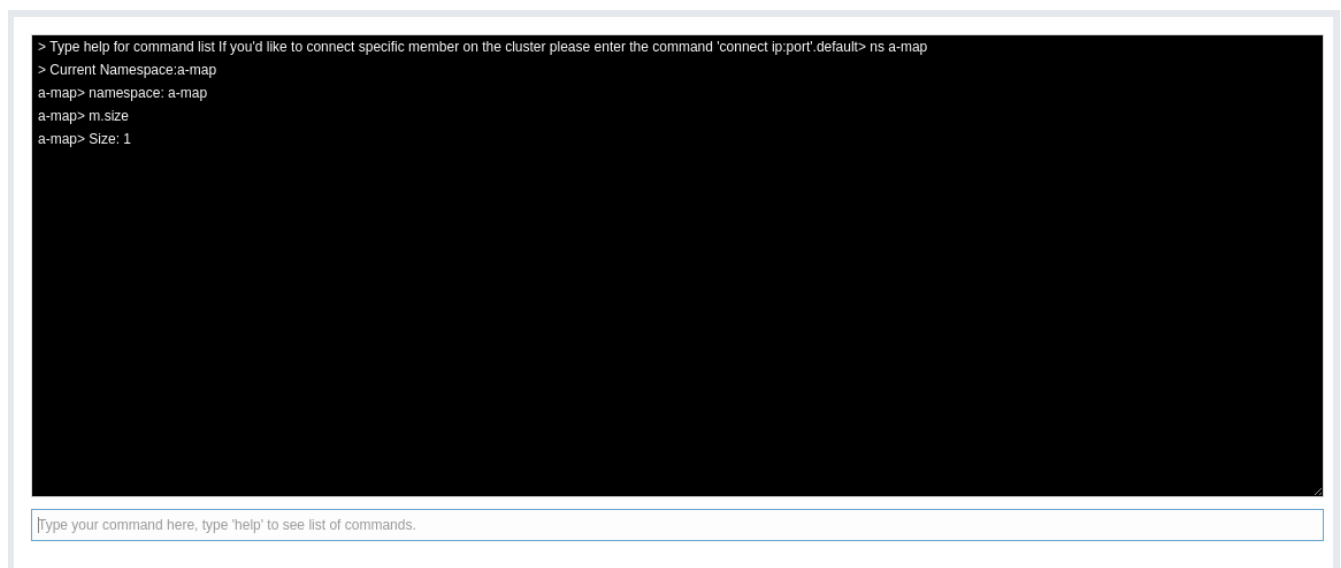 > Type help for command list If you'd like to connect specific member on the cluster please enter the command 'connect ip:port'.default> ns a-map
> Current Namespace:a-map
a-map> namespace: a-map
a-map> m.size
a-map> Size: 1
Type your command here, type 'help' to see list of commands.